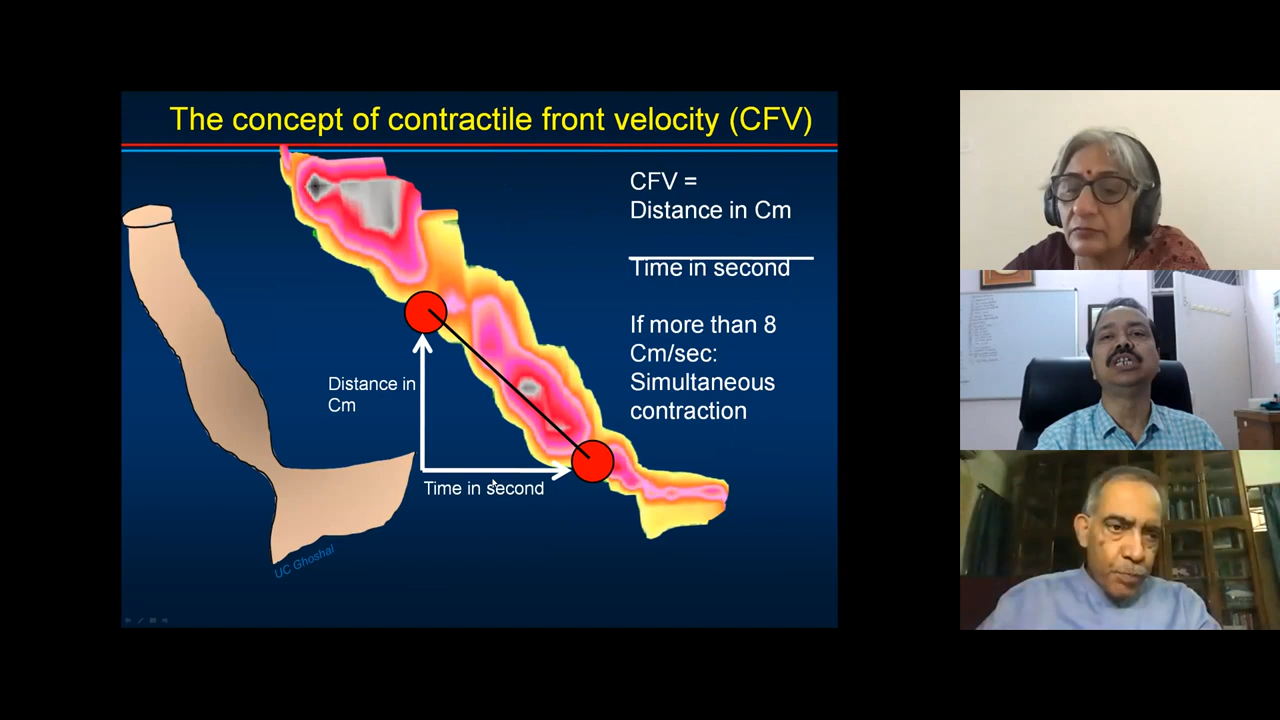 The concept of contractile front velocity (CFV)
CFV =
Distance in Cm
Time in second
If more than 8
Cm/sec:
Simultaneous
contraction
Distance in
Cm
Time in second
UC Ghoshal